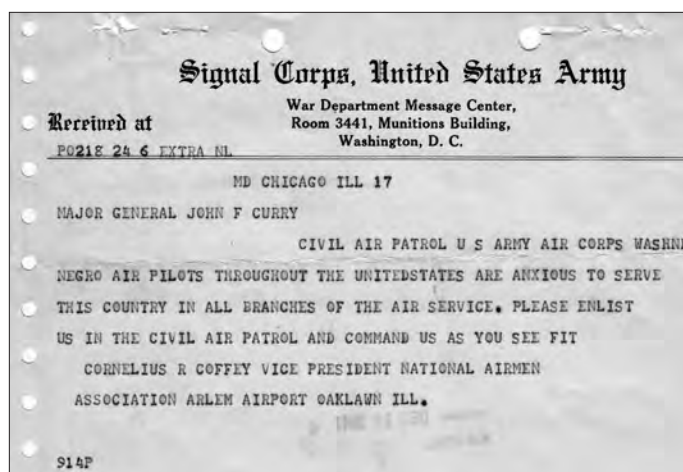 Signal Corps, United States Army
War Department Message Center,
Received at Room 3441, Munitions Building,
Washington, D. C.
PO218 24 6 EXTRA NL
MD CHICAGO ILL 17
MAJOR GENERAL JOHN F CURRY
CIVIL AIR PATROL U S ARMY AIR CORPS WASHN
NEGRO AIR PILOTS THROUGHOUT THE UNITEDSTATES ARE ANXIOUS TO SERVE
THIS COUNTRY IN ALL BRANCHES OF THE AIR SERVICE. PLEASE ENLIST
US IN THE CIVIL AIR PATROL AND COMMAND US AS YOU SEE FIT
CORNELIUS R COFFEY VICE PRESIDENT NATIONAL AIRMEN
ASSOCIATION ARLEM AIRPORT OAKLAWN ILL.
914P